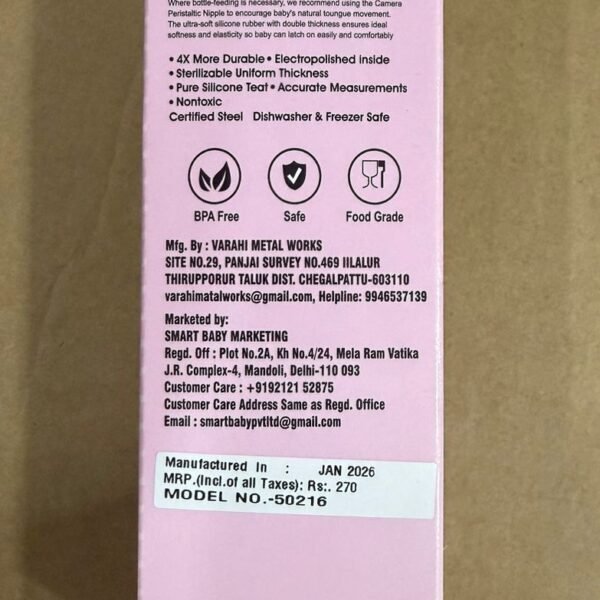 Where bottle-feeding is necessary, we recommend using the Camera
Peristaltic Nipple to encourage baby's natural toungue movement.
The ultra-soft silicone rubber with double thickness ensures ideal
softness and elasticity so baby can latch on easily and comfortably
• 4X More Durable • Electropolished inside
• Sterilizable Uniform Thickness
• Pure Silicone Teat • Accurate Measurements
• Nontoxic
Certified Steel Dishwasher & Freezer Safe
BPA Free Safe Food Grade
Mfg. By : VARAHI METAL WORKS
SITE NO.29, PANJAI SURVEY NO.469 IILALUR
THIRUPPORUR TALUK DIST. CHEGALPATTU-603110
varahimatalworks@gmail.com, Helpline: 9946537139
Marketed by:
SMART BABY MARKETING
Regd. Off : Plot No.2A, Kh No.4/24, Mela Ram Vatika
J.R. Complex-4, Mandoli, Delhi-110 093
Customer Care : +9192121 52875
Customer Care Address Same as Regd. Office
Email : smartbabypvtltd@gmail.com
Manufactured In : JAN 2026
MRP.(Incl.of all Taxes): Rs:. 270
MODEL NO.-50216